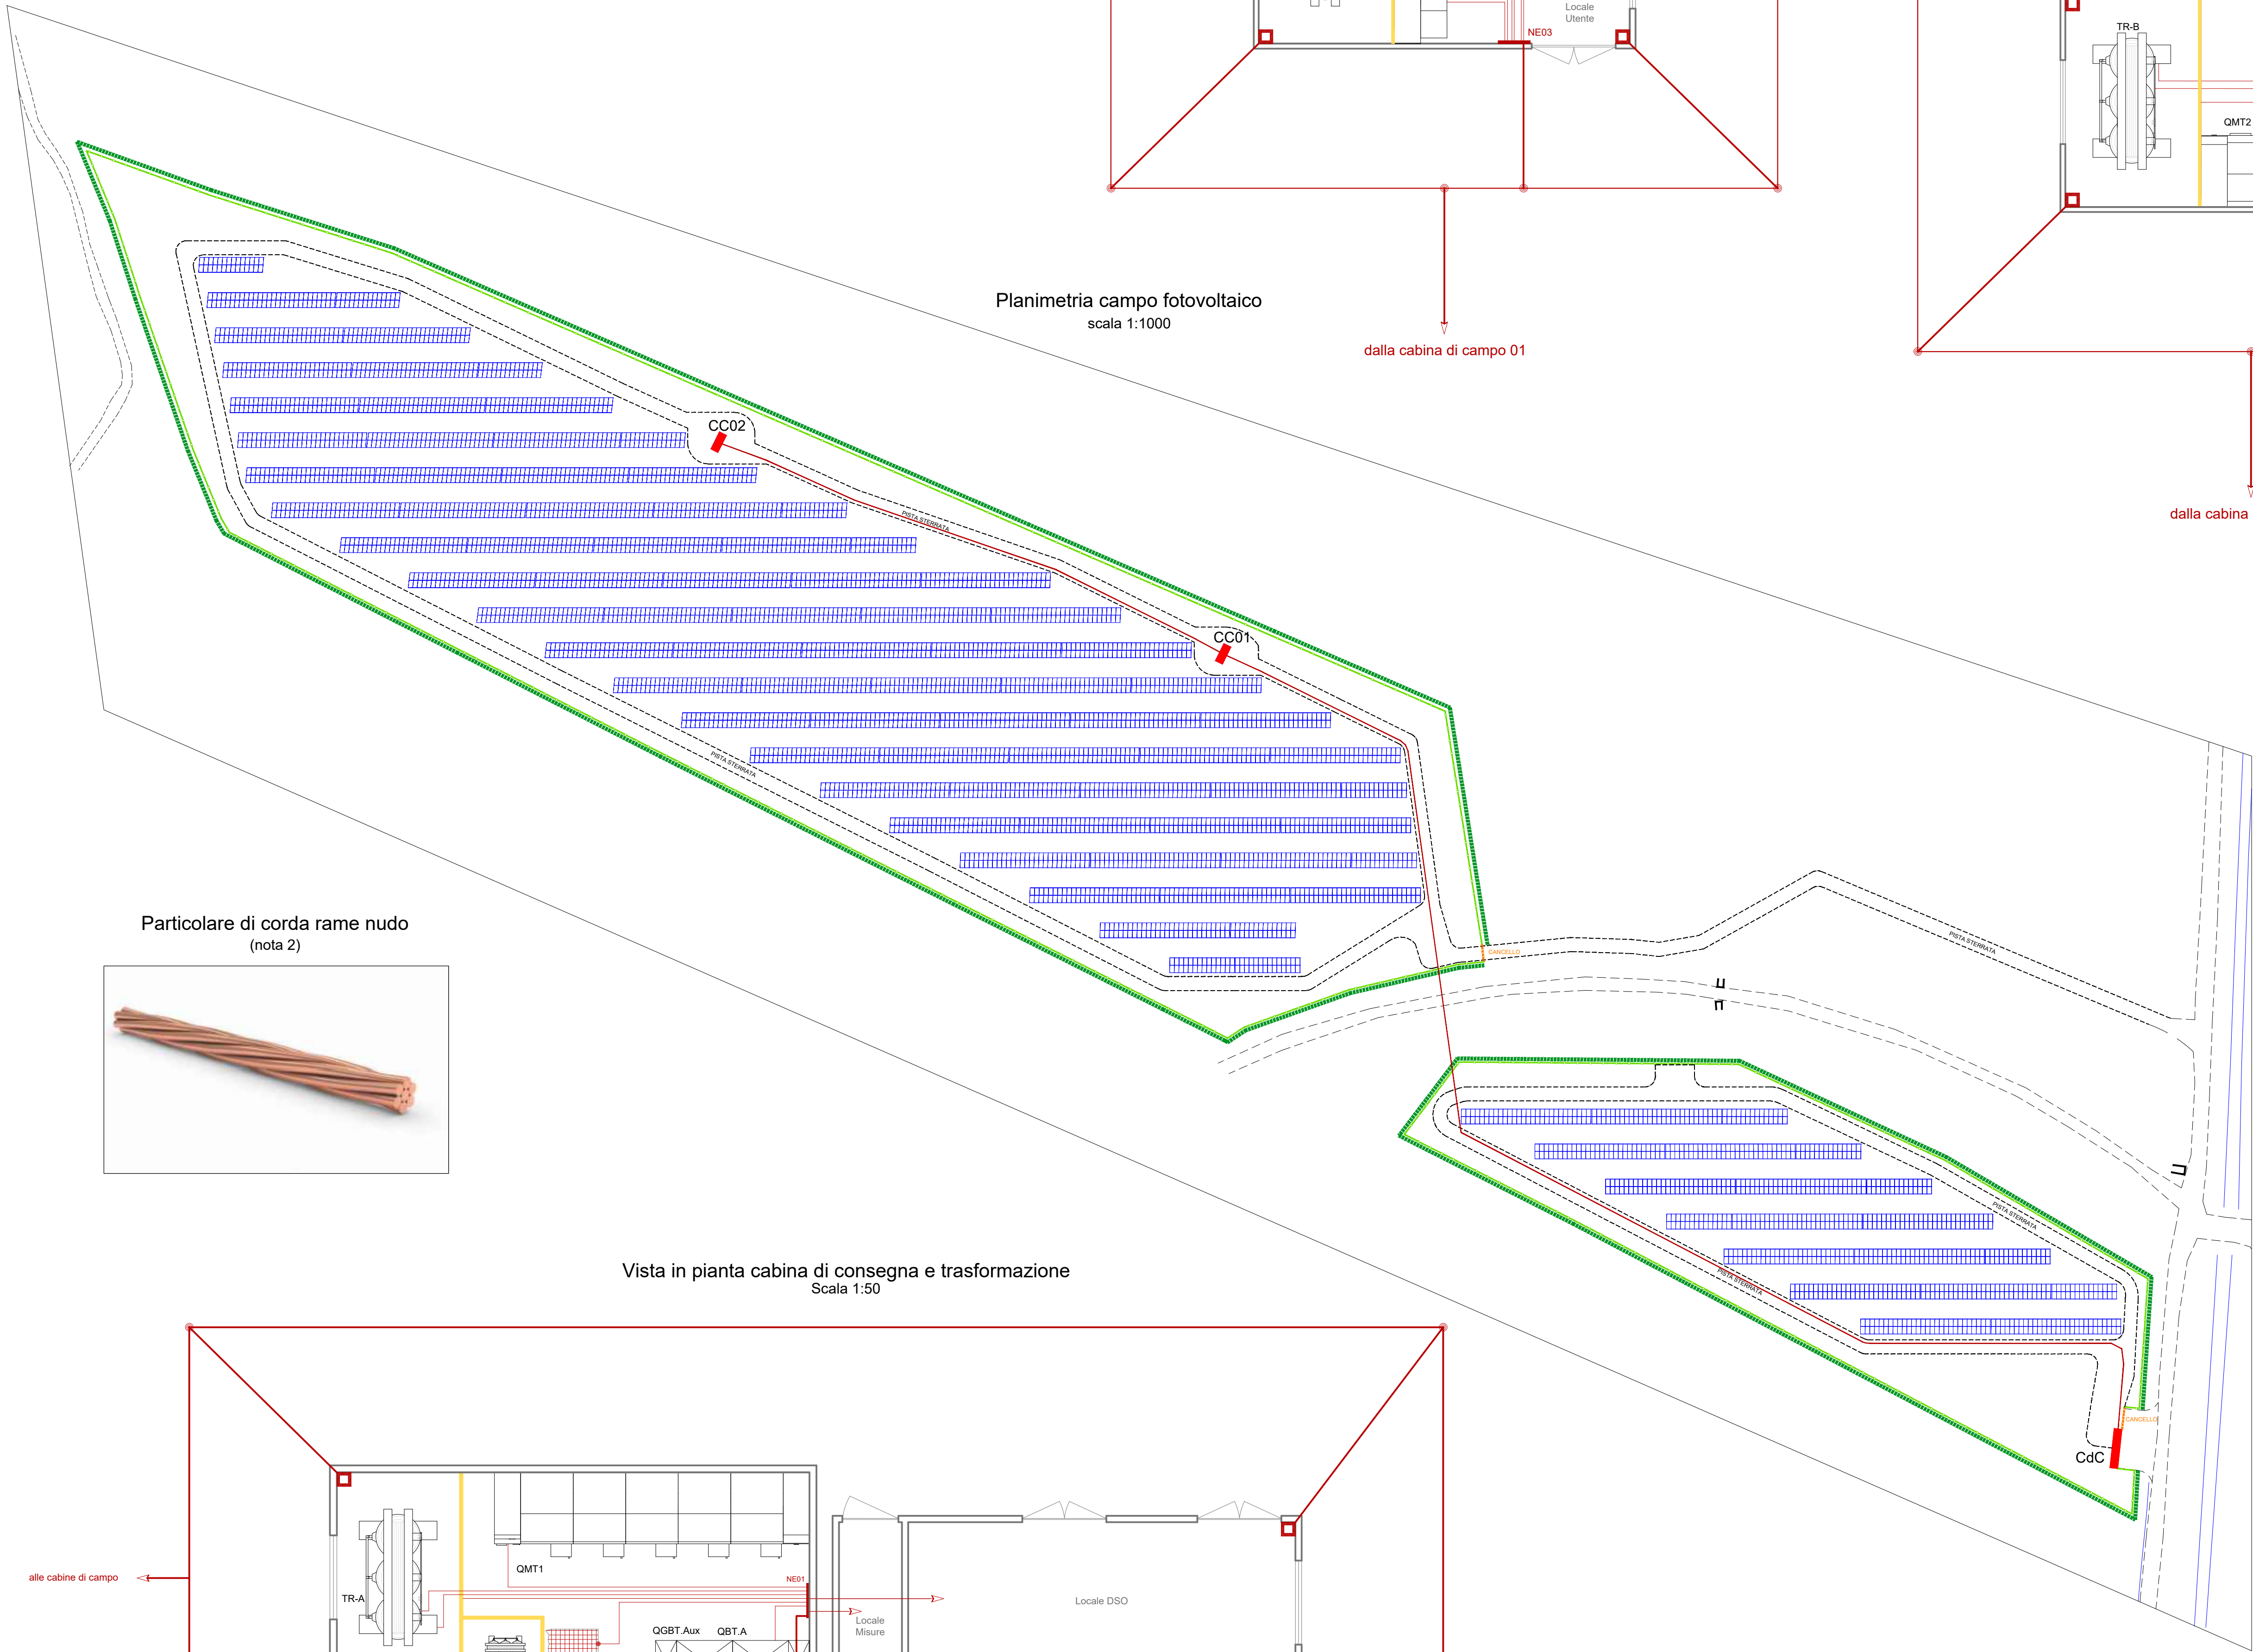 Locale
Utente
NE03
TR-B
QMT2
Planimetria campo fotovoltaico
scala 1:1000
dalla cabina di campo 01
CC02
dalla cabina
PISTA STERRATA
CC01
PISTA STERRATA
Particolare di corda rame nudo
(nota 2)
CANCELLO
PISTA STERRATA
PISTA STERRATA
Vista in pianta cabina di consegna e trasformazione
Scala 1:50
PISTA STERRATA
CANCELLO
CdC
QMT1
alle cabine di campo
NE01
TR-A
Locale DSO
Locale
Misure
QGBT.Aux
QBT.A